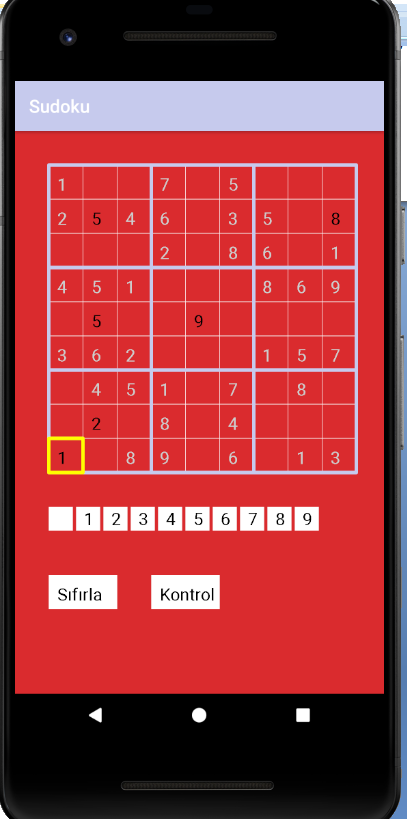 Sudoku
1 7 5
2 5 4 6 3 5 8
2 8 6 1
4 5 1 8 6 9
5 9
3 6 2 1 5 7
4 5 1 7 8
2 8 4
1 8 9 6 1 3
1 2 3 4 5 6 7 8 9
Sıfırla Kontrol